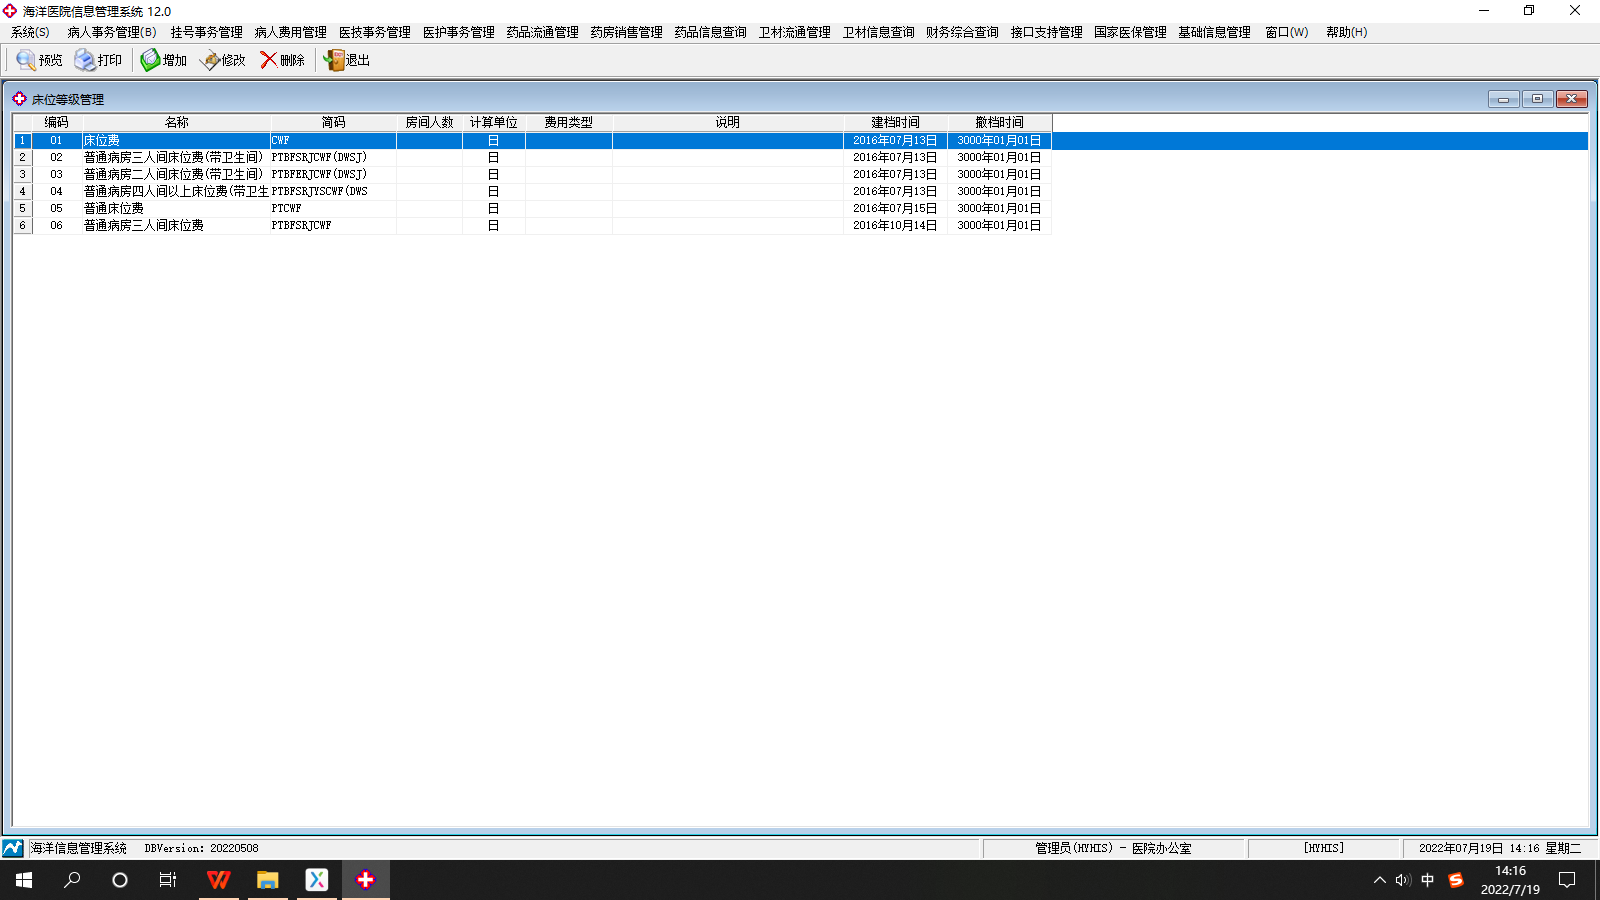 海洋医院信息管理系统 12.0
系统(S) 病人事务管理(B) 挂号事务管理 病人费用管理 医技事务管理 医护事务管理 药品流通管理 药房销售管理 药品信息查询 卫材流通管理 卫材信息查询 财务综合查询 接口支持管理 国家医保管理 基础信息管理 窗口(W) 帮助(H)
预览 打印 增加 修改 删除 退出
床位等级管理
编码 名称 简码 房间人数 计算单位 费用类型 说明 建档时间 撤档时间
1 01 床位费 CWF 日 2016年07月13日 3000年01月01日
2 02 普通病房三人间床位费(带卫生间) PTBFSRJCWF(DWSJ) 日 2016年07月13日 3000年01月01日
3 03 普通病房二人间床位费(带卫生间) PTBFERJCWF(DWSJ) 日 2016年07月13日 3000年01月01日
4 04 普通病房四人间以上床位费(带卫生 PTBFSRJYSCWF(DWS 日 2016年07月13日 3000年01月01日
5 05 普通床位费 PTCWF 日 2016年07月15日 3000年01月01日
6 06 普通病房三人间床位费 PTBFSRJCWF 日 2016年10月14日 3000年01月01日
海洋信息管理系统 DBVersion: 20220508 管理员(HYHIS) - 医院办公室 [HYHIS] 2022年07月19日 14:16 星期二
中 14:16
2022/7/19